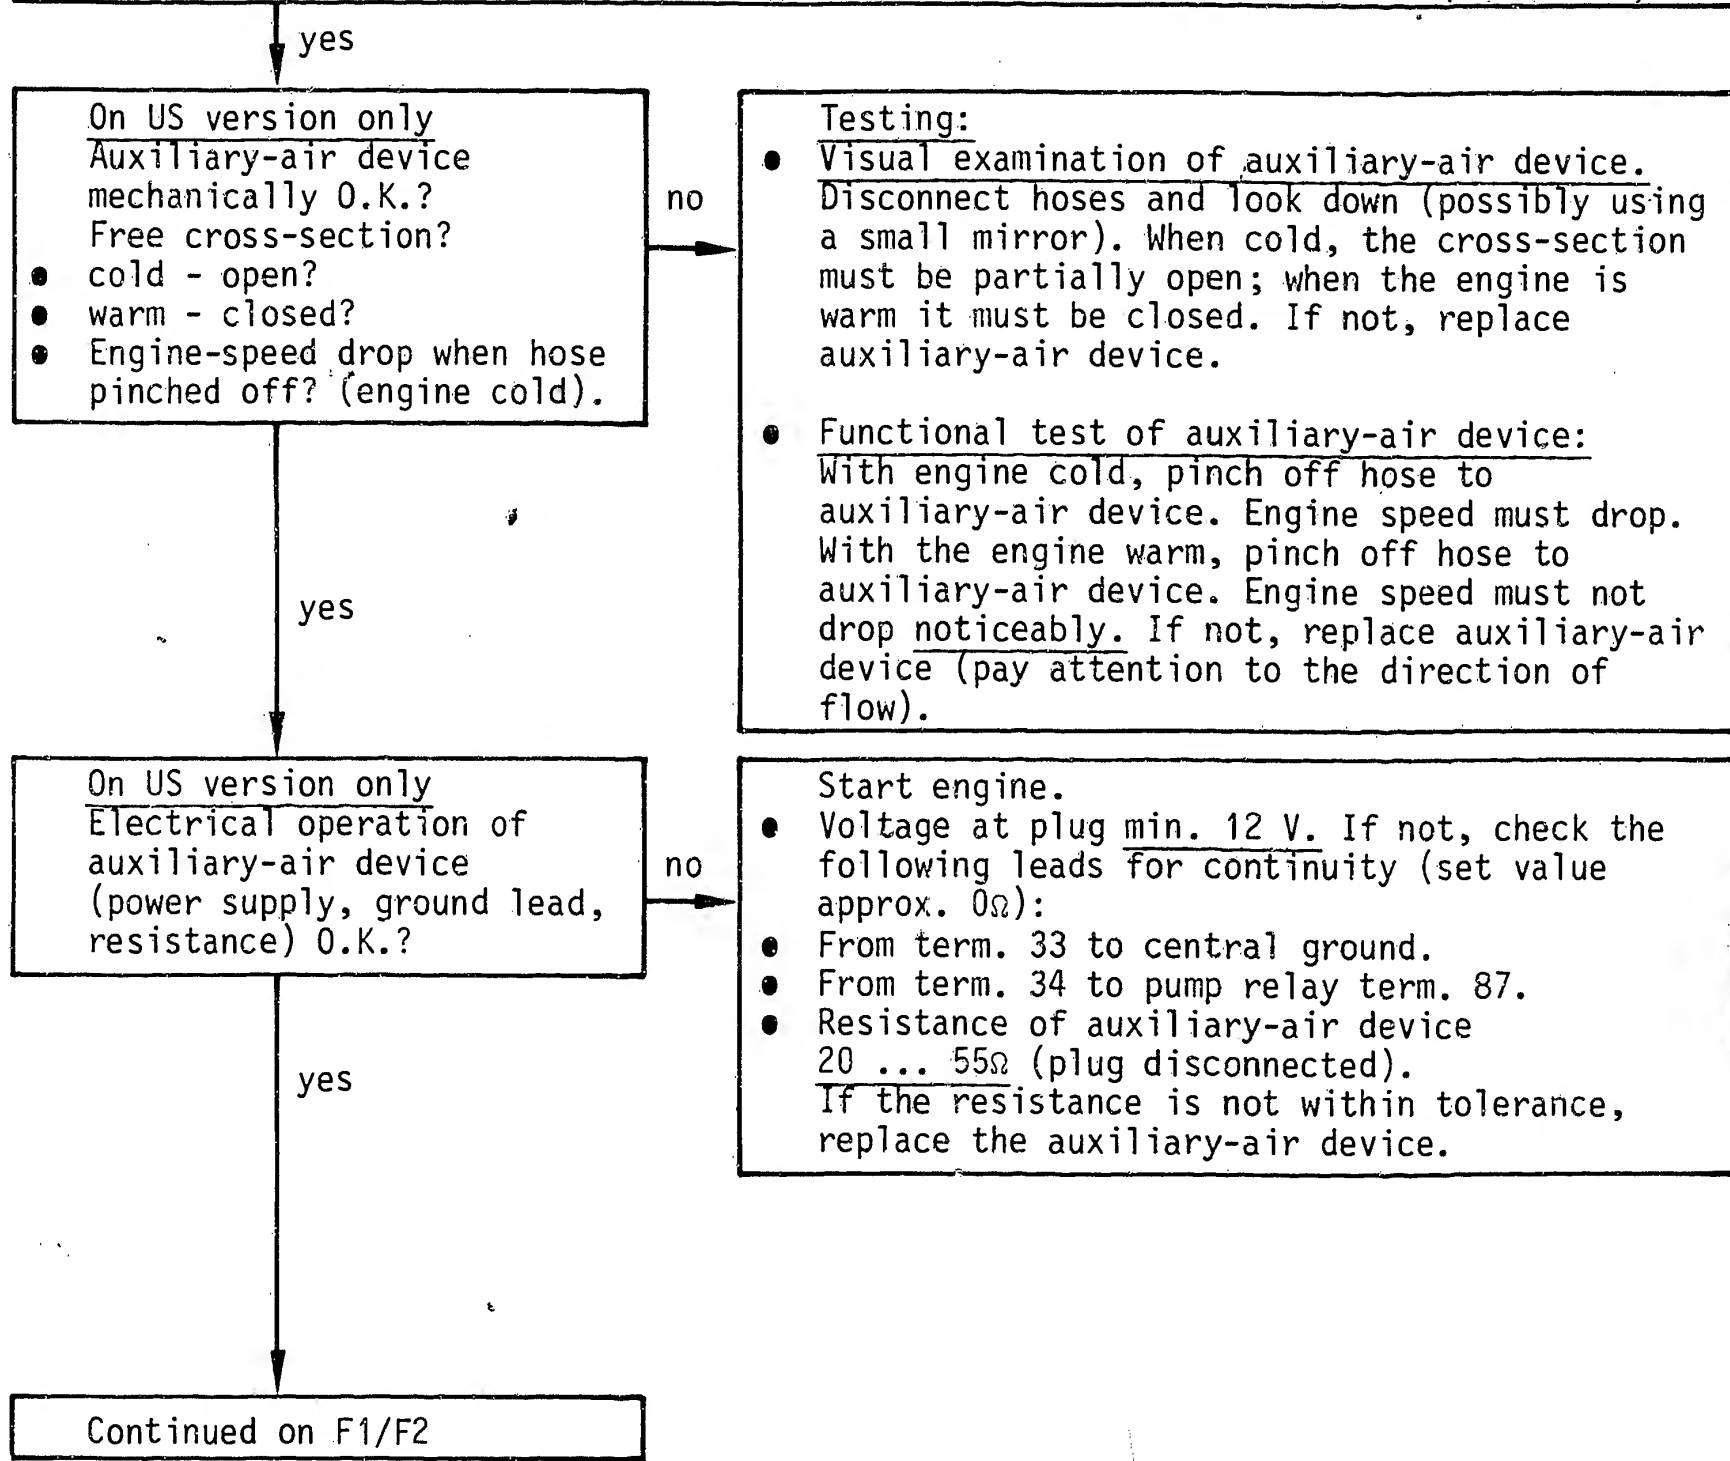 yes
On US version only
Auxiliary-air device
mechanically O.K.?
Free cross-section?
● cold - open?
● warm - closed?
● Engine-speed drop when hose
pinched off? (engine cold).
no
Testing:
● Visual examination of auxiliary-air device.
Disconnect hoses and look down (possibly using
a small mirror). When cold, the cross-section
must be partially open; when the engine is
warm it must be closed. If not, replace
auxiliary-air device.
● Functional test of auxiliary-air device:
With engine cold, pinch off hose to
auxiliary-air device. Engine speed must drop.
With the engine warm, pinch off hose to
auxiliary-air device. Engine speed must not
drop noticeably. If not, replace auxiliary-air
device (pay attention to the direction of
flow).
yes
On US version only
Electrical operation of
auxiliary-air device
(power supply, ground lead,
resistance) O.K.?
no
Start engine.
● Voltage at plug min. 12 V. If not, check the
following leads for continuity (set value
approx. 0Ω):
● From term. 33 to central ground.
● From term. 34 to pump relay term. 87.
● Resistance of auxiliary-air device
20 ... 55Ω (plug disconnected).
If the resistance is not within tolerance,
replace the auxiliary-air device.
yes
Continued on F1/F2